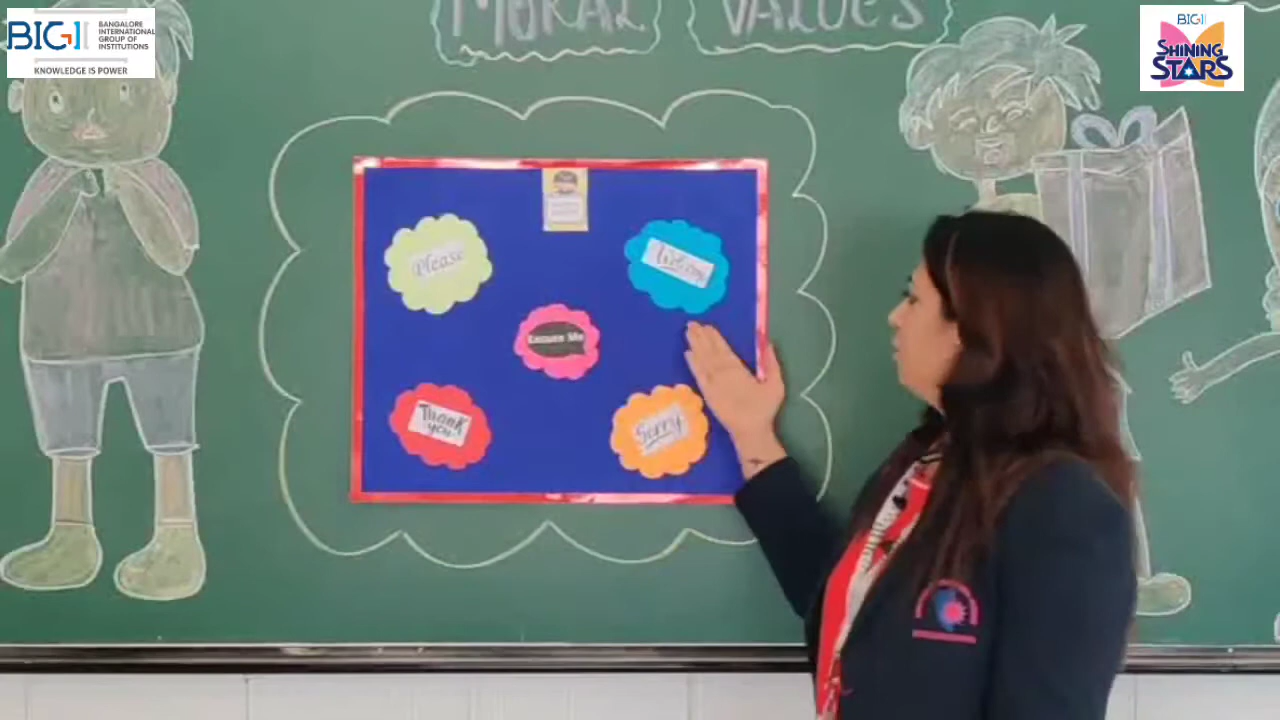 MORAL VALUES
BIGI
BANGALORE
INTERNATIONAL
GROUP OF
INSTITUTIONS
KNOWLEDGE IS POWER
BIGI
SHINING
STARS
Please
Welcome
Excuse Me
Thank
you
Sorry